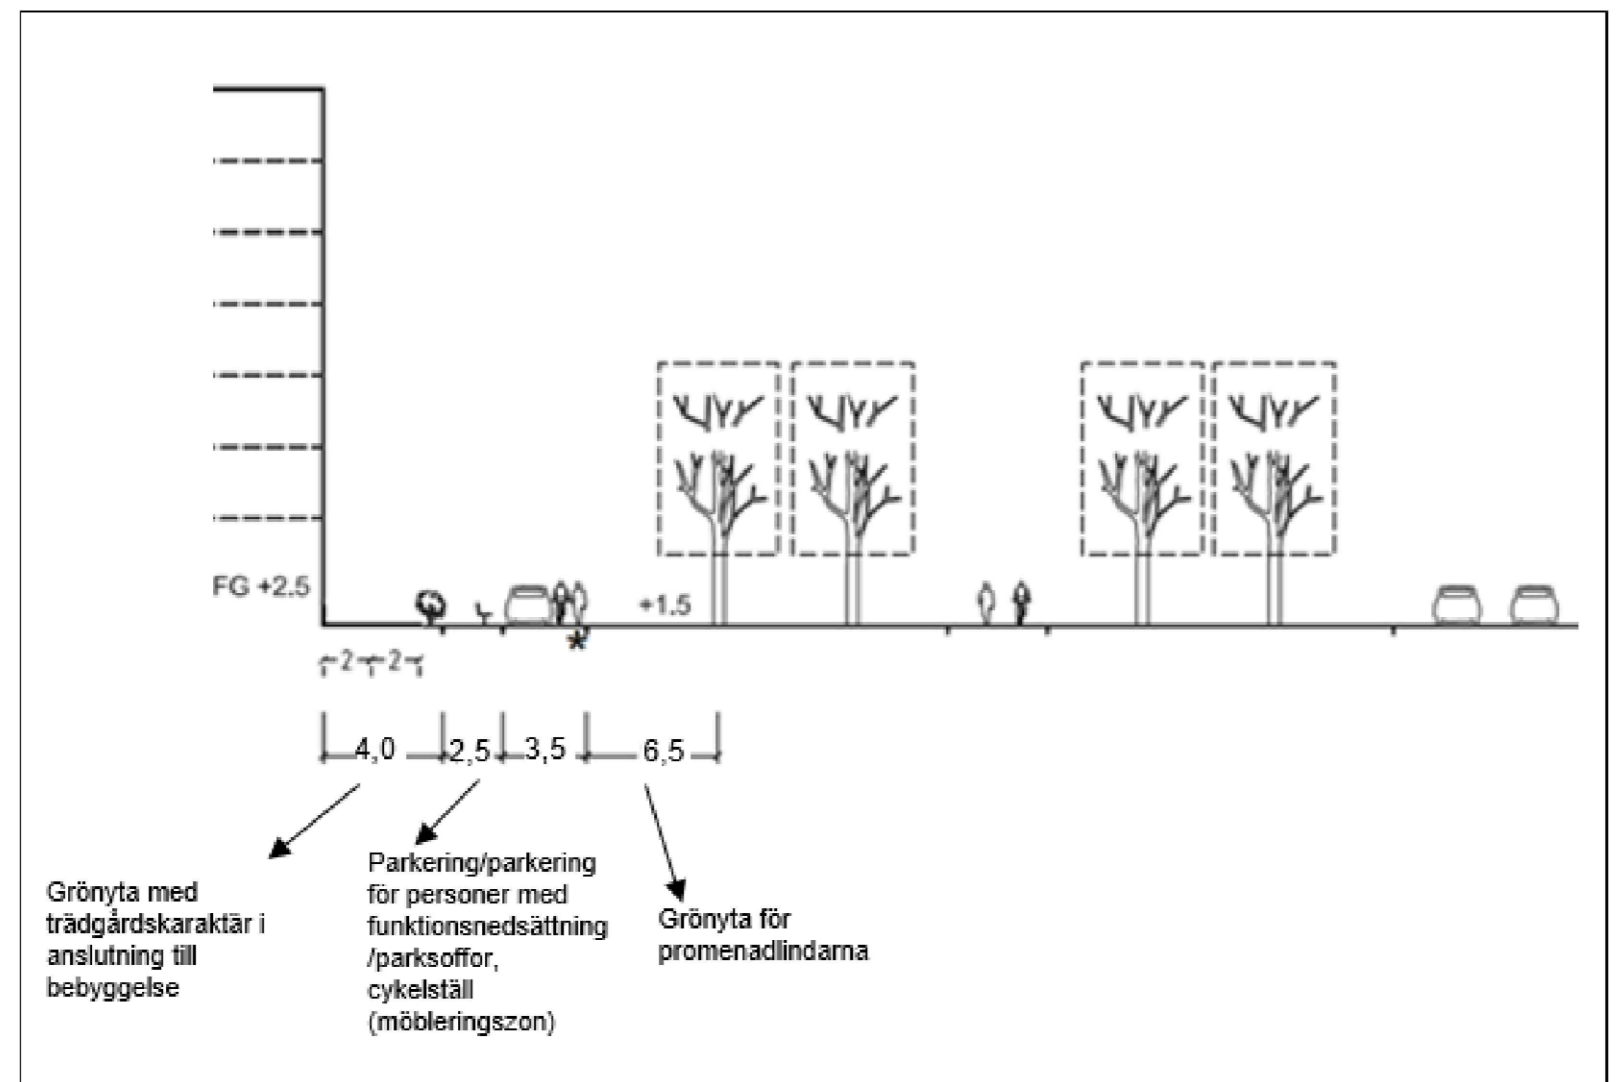 FG +2.5
+1.5
*
2 2
4,0 2,5 3,5 6,5
Grönyta med
trädgårdskaraktär i
anslutning till
bebyggelse
Parkering/parkering
för personer med
funktionsnedsättning
/parksoffor,
cykelställ
(möbleringszon)
Grönyta för
promenadlindarna